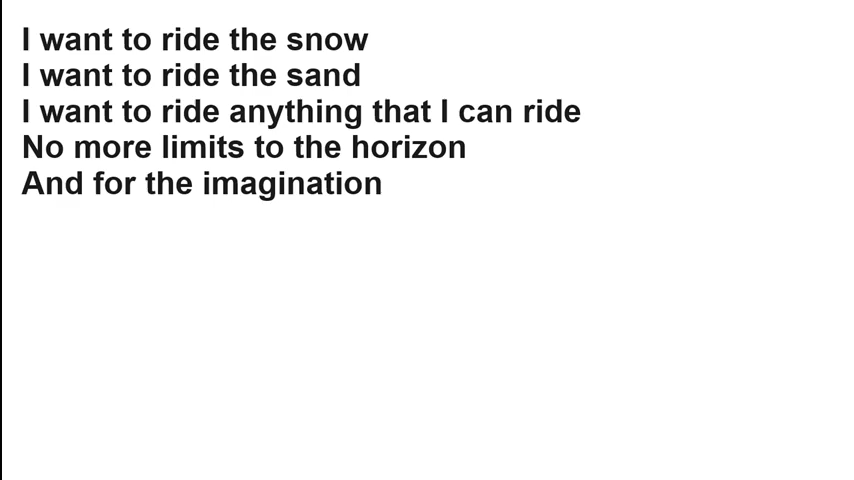 I want to ride the snow
I want to ride the sand
I want to ride anything that I can ride
No more limits to the horizon
And for the imagination